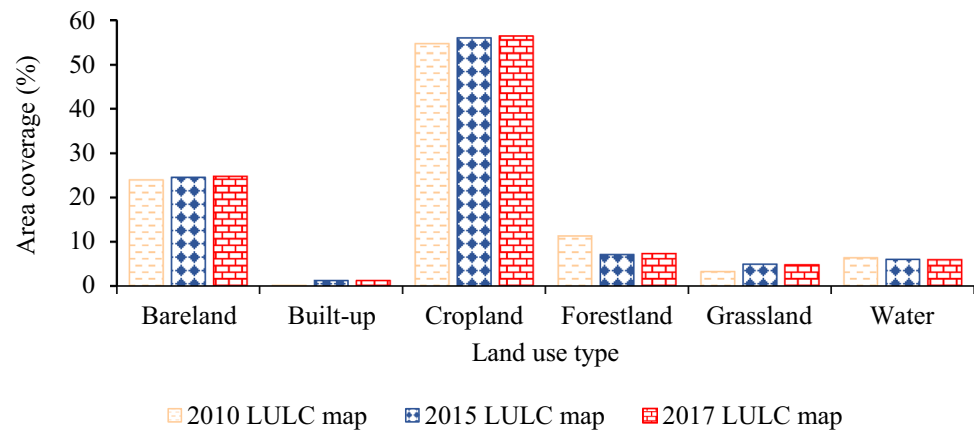 Area coverage (%)
60
50
40
30
20
10
0
Bareland Built-up Cropland Forestland Grassland Water
Land use type
2010 LULC map 2015 LULC map 2017 LULC map